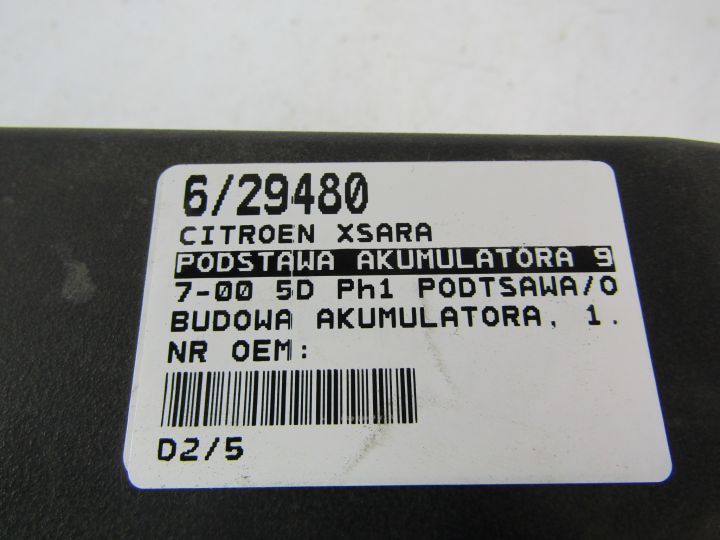 6/29480
CITROEN XSARA
PODSTAWA AKUMULATORA 9
7-00 5D Ph1 PODTSAWA/O
BUDOWA AKUMULATORA, 1.
NR OEM:
D2/5